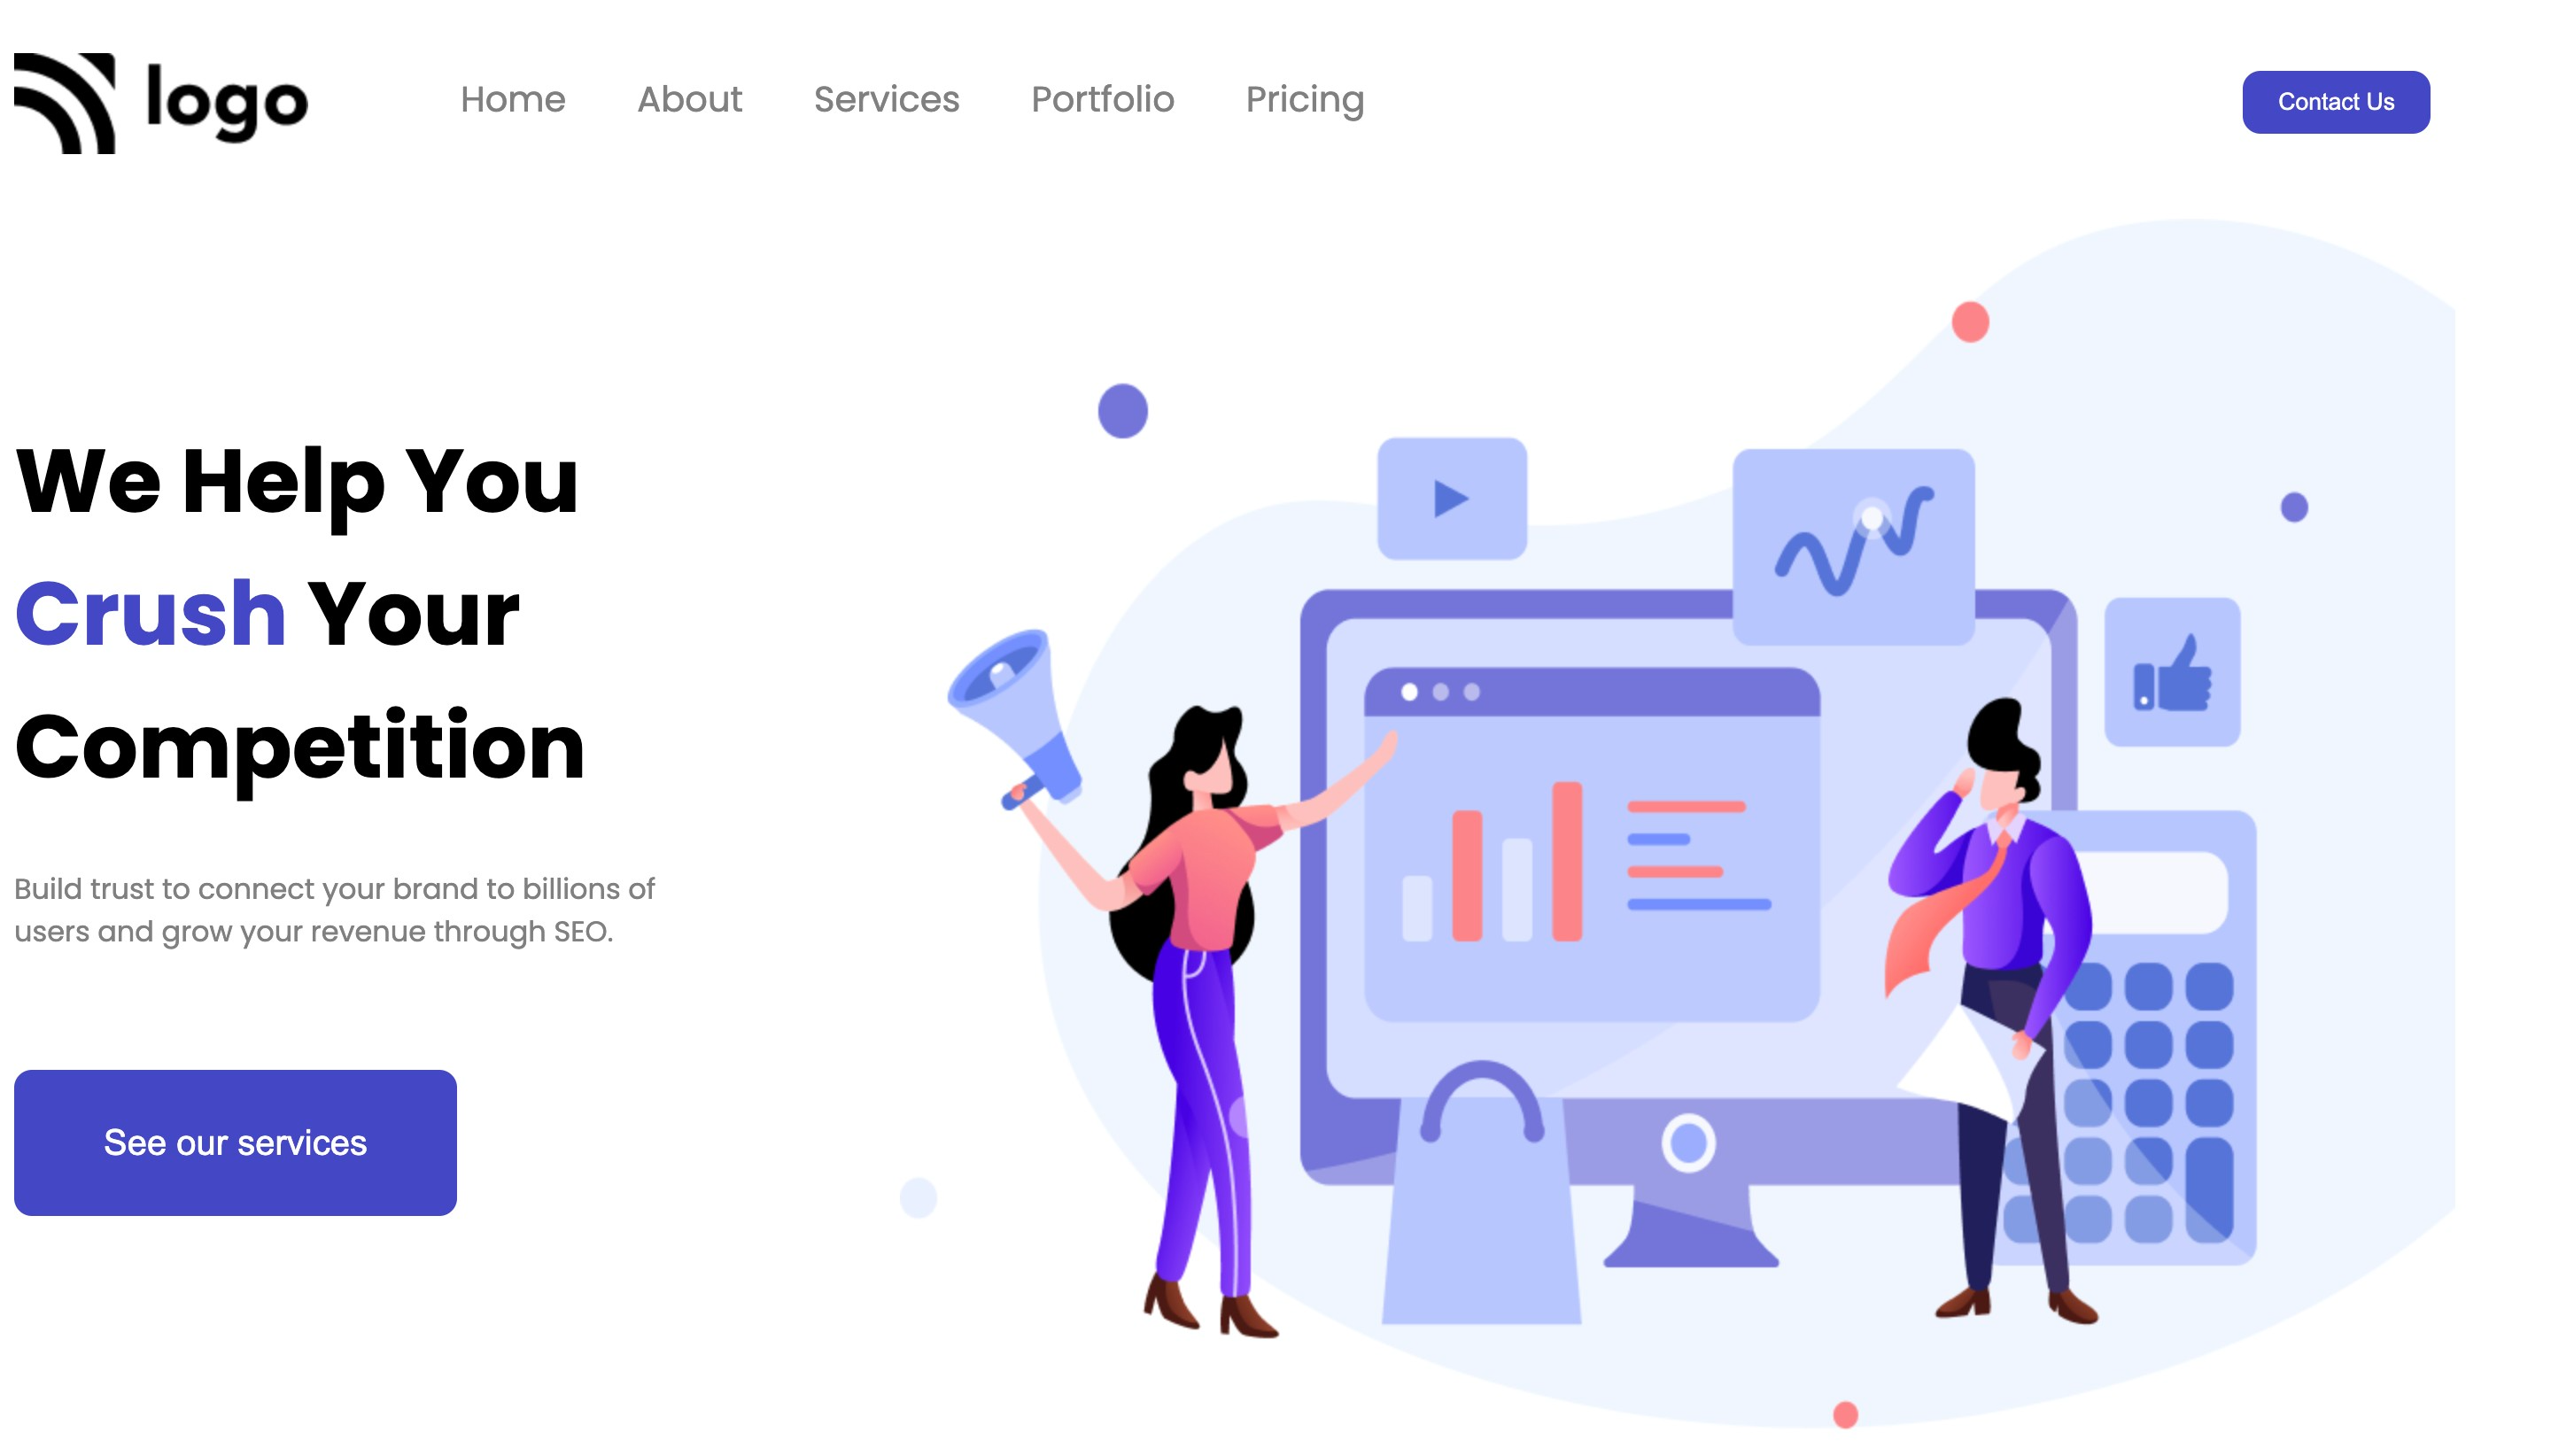 logo
Home About Services Portfolio Pricing
Contact Us
We Help You
Crush Your
Competition
Build trust to connect your brand to billions of
users and grow your revenue through SEO.
See our services